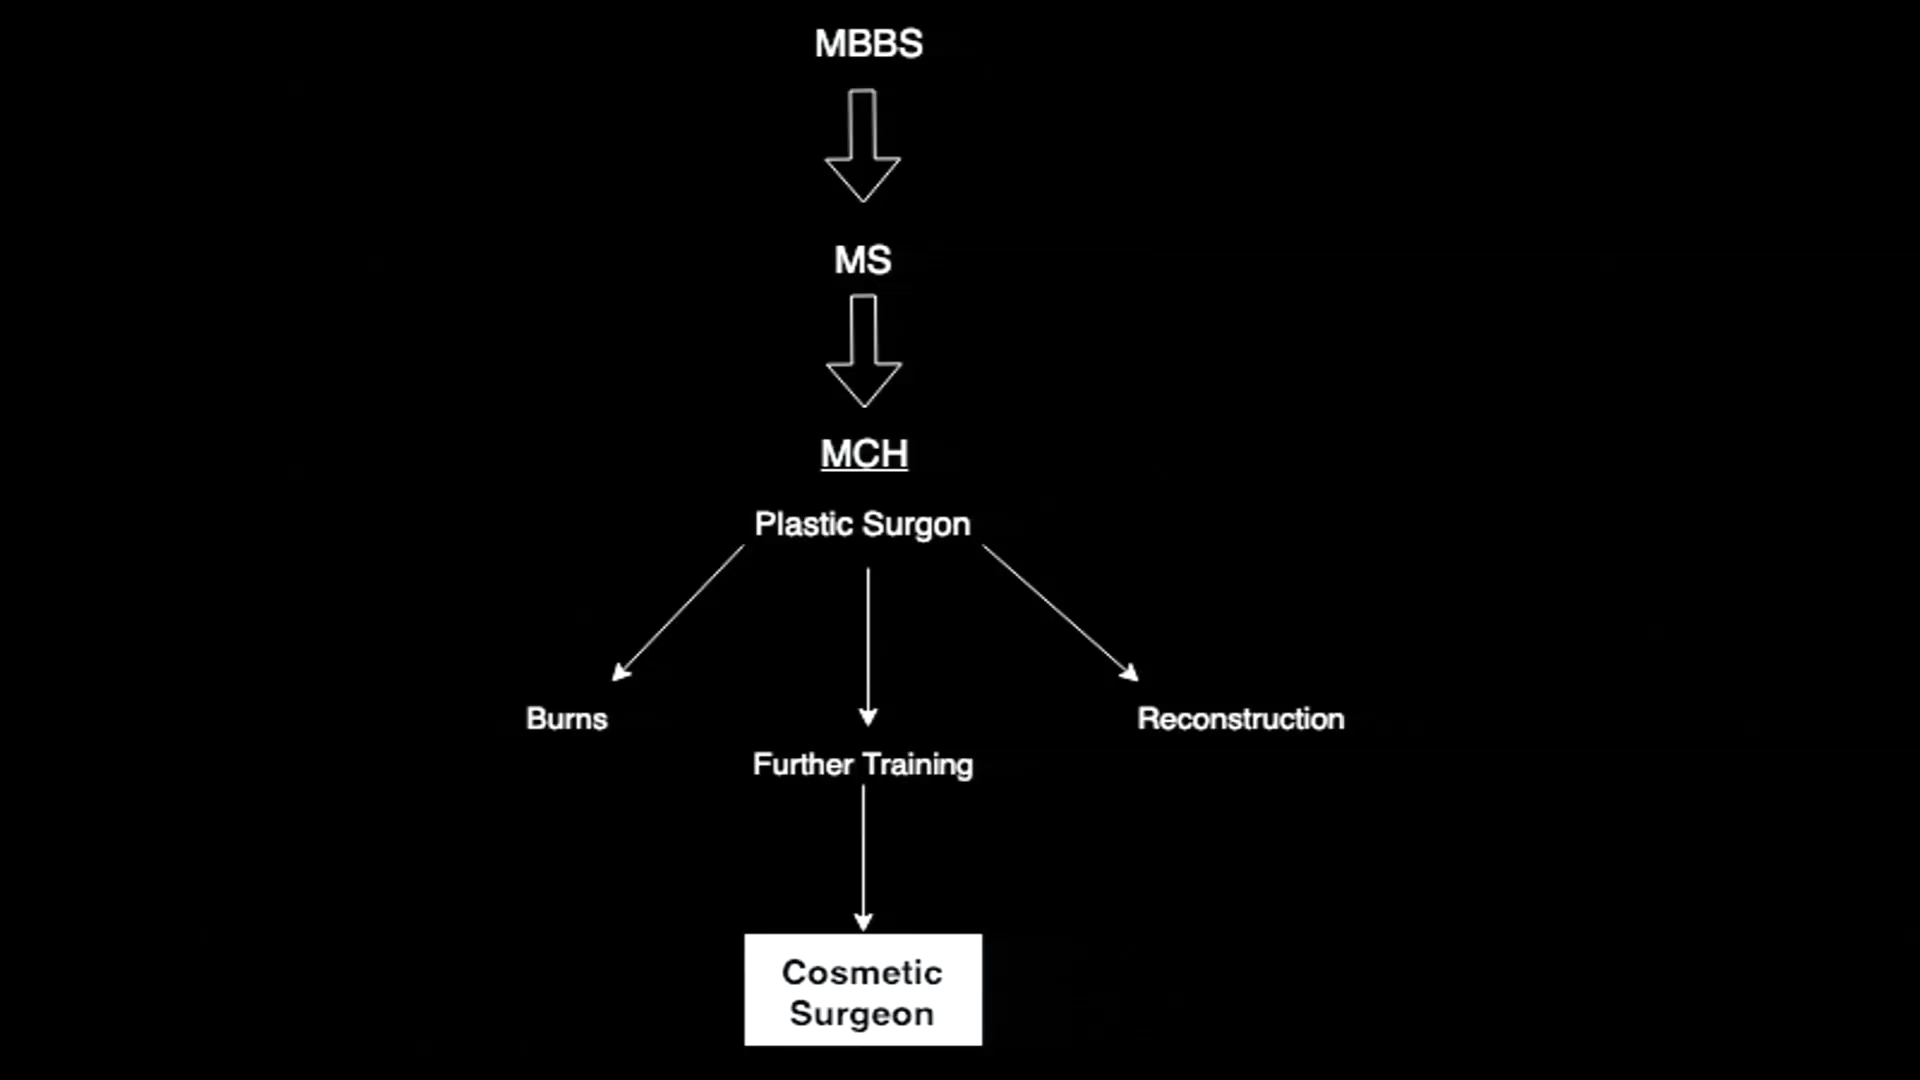 MBBS
MS
MCH
Plastic Surgon
Burns
Reconstruction
Further Training
Cosmetic
Surgeon